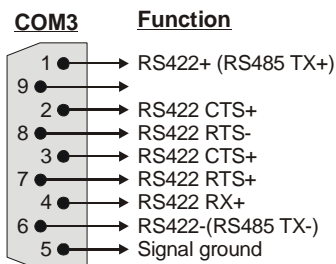 COM3 Function
1 RS422+ (RS485 TX+)
9
2 RS422 CTS+
8 RS422 RTS-
3 RS422 CTS+
7 RS422 RTS+
4 RS422 RX+
6 RS422-(RS485 TX-)
5 Signal ground